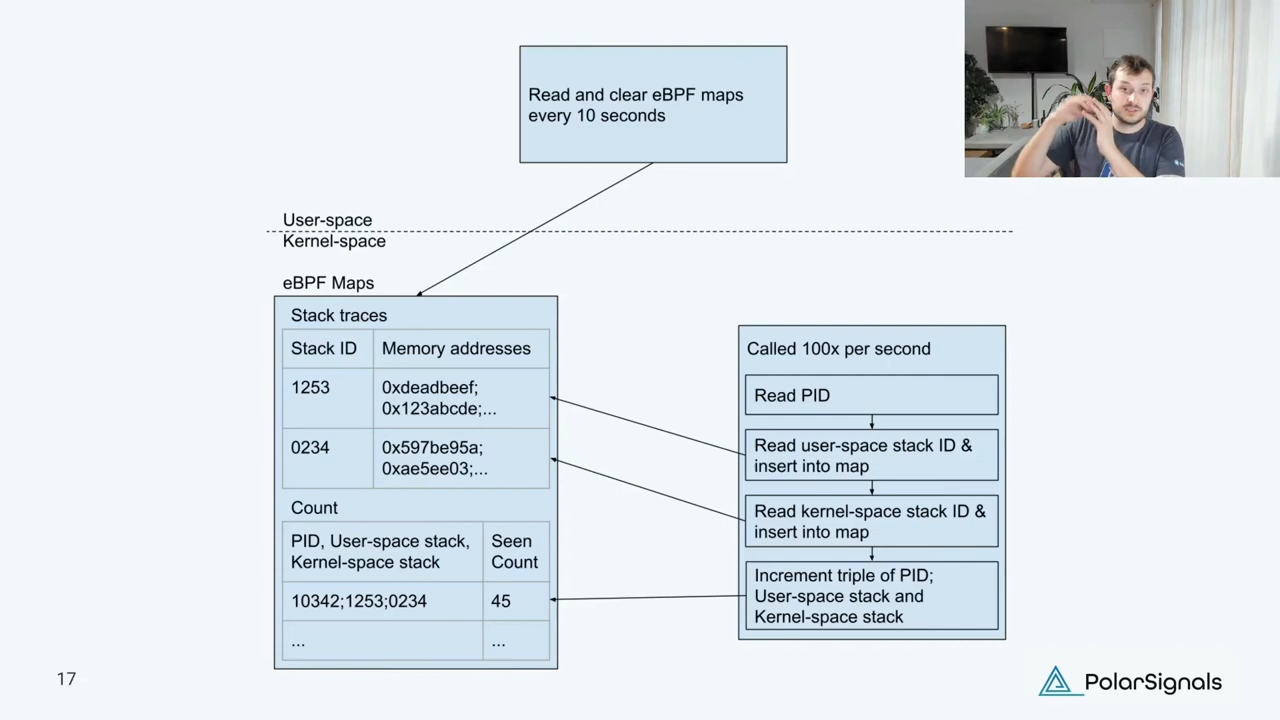 Read and clear eBPF maps
every 10 seconds
User-space
Kernel-space
eBPF Maps
Stack traces
Stack ID
Memory addresses
1253
0xdeadbeef;
0x123abcde;...
0234
0x597be95a;
0xae5ee03;...
Count
PID, User-space stack,
Kernel-space stack
Seen
Count
10342;1253;0234
45
...
...
Called 100x per second
Read PID
Read user-space stack ID &
insert into map
Read kernel-space stack ID &
insert into map
Increment triple of PID;
User-space stack and
Kernel-space stack
17
PolarSignals